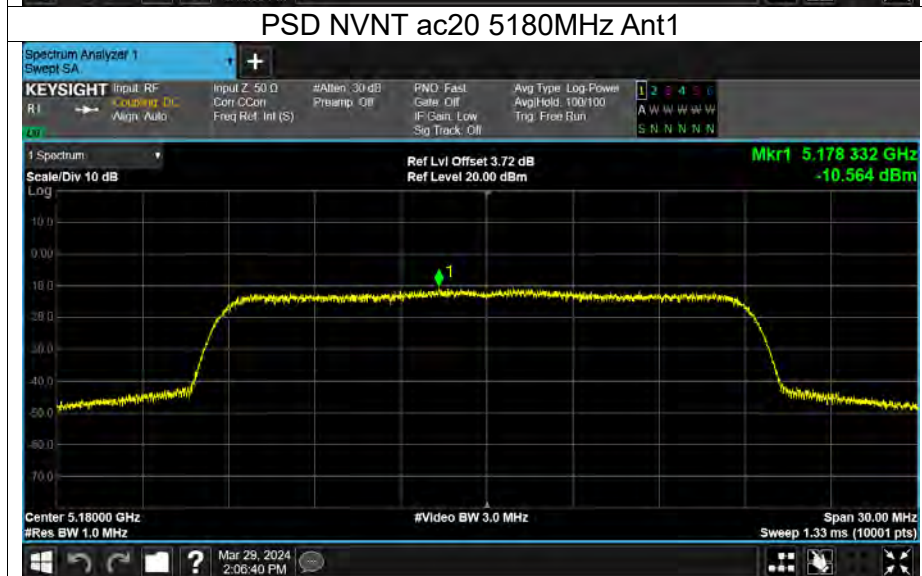 PSD NVNT ac20 5180MHz Ant1
Spectrum Analyzer 1
Swept SA
+
KEYSIGHT Input: RF
Coupling: DC
Align: Auto
Input Z: 50 Ω
Corr CCorr
Freq Ref: Int (S)
#Atten: 30 dB
Preamp: Off
PNO: Fast
Gate: Off
IF Gain: Low
Sig Track: Off
Avg Type: Log-Power
Avg|Hold: 100/100
Trig: Free Run
1 2 3 4 5 6
A W W W W W
S N N N N N
1 Spectrum
Scale/Div 10 dB
Log
Ref Lvl Offset 3.72 dB
Ref Level 20.00 dBm
Mkr1 5.178 332 GHz
-10.564 dBm
10.0
0.00
-10.0
-20.0
-30.0
-40.0
-50.0
-60.0
-70.0
1
Center 5.18000 GHz
#Res BW 1.0 MHz
#Video BW 3.0 MHz
Span 30.00 MHz
Sweep 1.33 ms (10001 pts)
?
Mar 29, 2024
2:06:40 PM